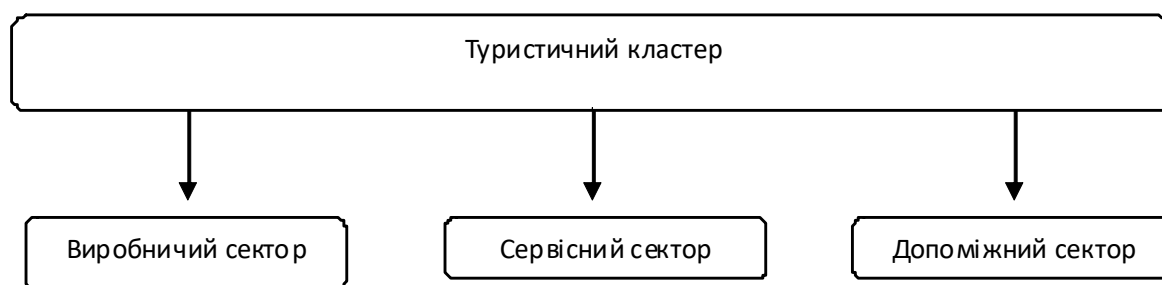 Туристичний кластер
Виробничий сектор
Сервісний сектор
Допоміжний сектор